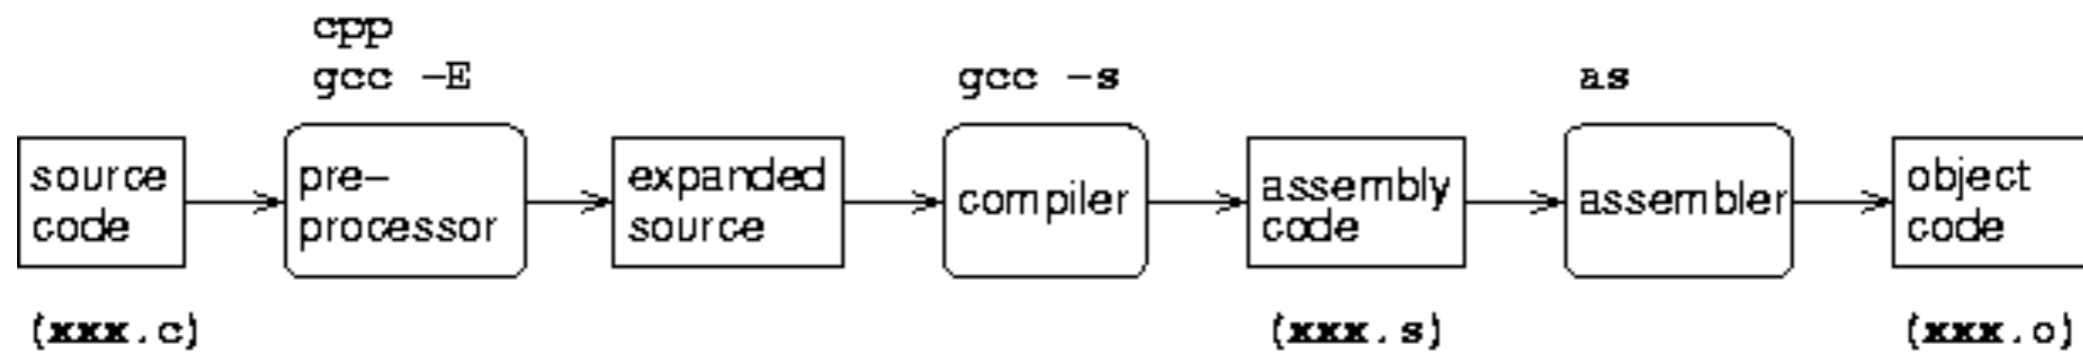 cpp
gcc -E
gcc -s
as
source
code
pre-
processor
expanded
source
compiler
assembly
code
assembler
object
code
(xxx.c)
(xxx.s)
(xxx.o)